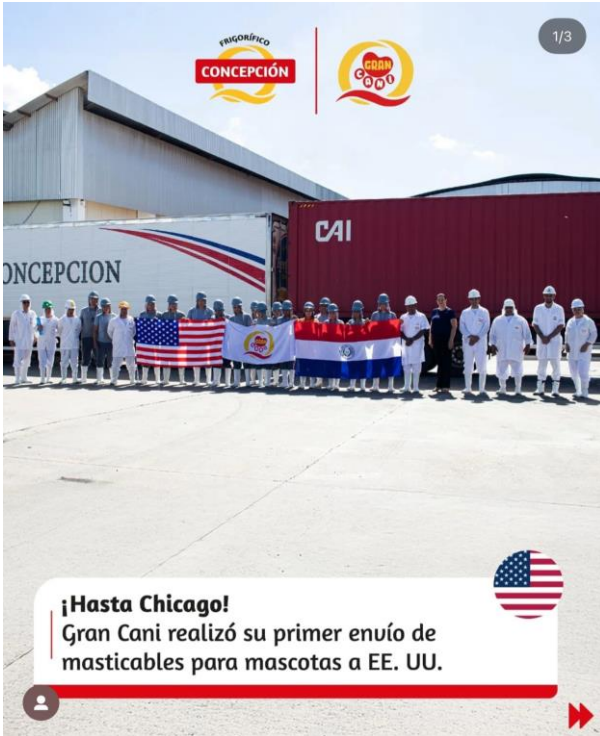 1/3
FRIGORÍFICO
CONCEPCIÓN
GRAN
CANI
CAI
ONCEPCION
¡Hasta Chicago!
Gran Cani realizó su primer envío de
masticables para mascotas a EE. UU.